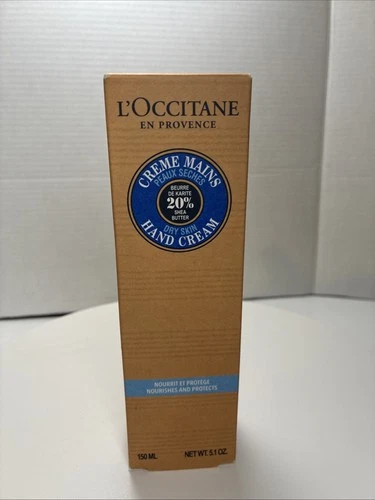 L'OCCITANE
EN PROVENCE
CREME MAINS
PEAUX SECHES
BEURRE
DE KARITE
20%
SHEA
BUTTER
DRY SKIN
HAND CREAM
NOURRIT ET PROTÈGE
NOURISHES AND PROTECTS
150 ML NET WT. 5.1 OZ.